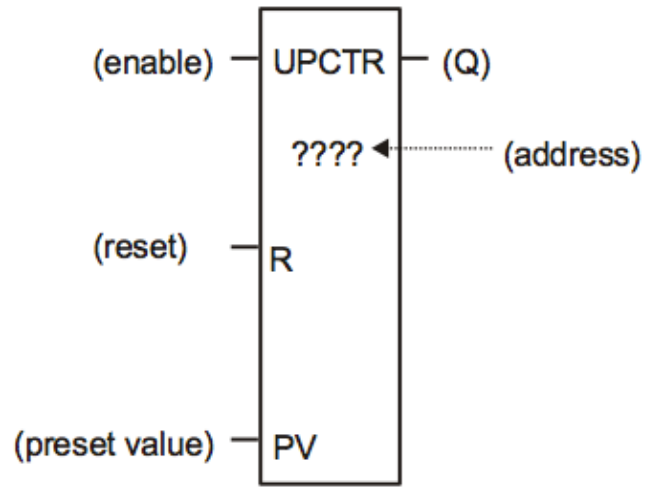 (enable) UPCTR (Q)
???? (address)
(reset) R
(preset value) PV